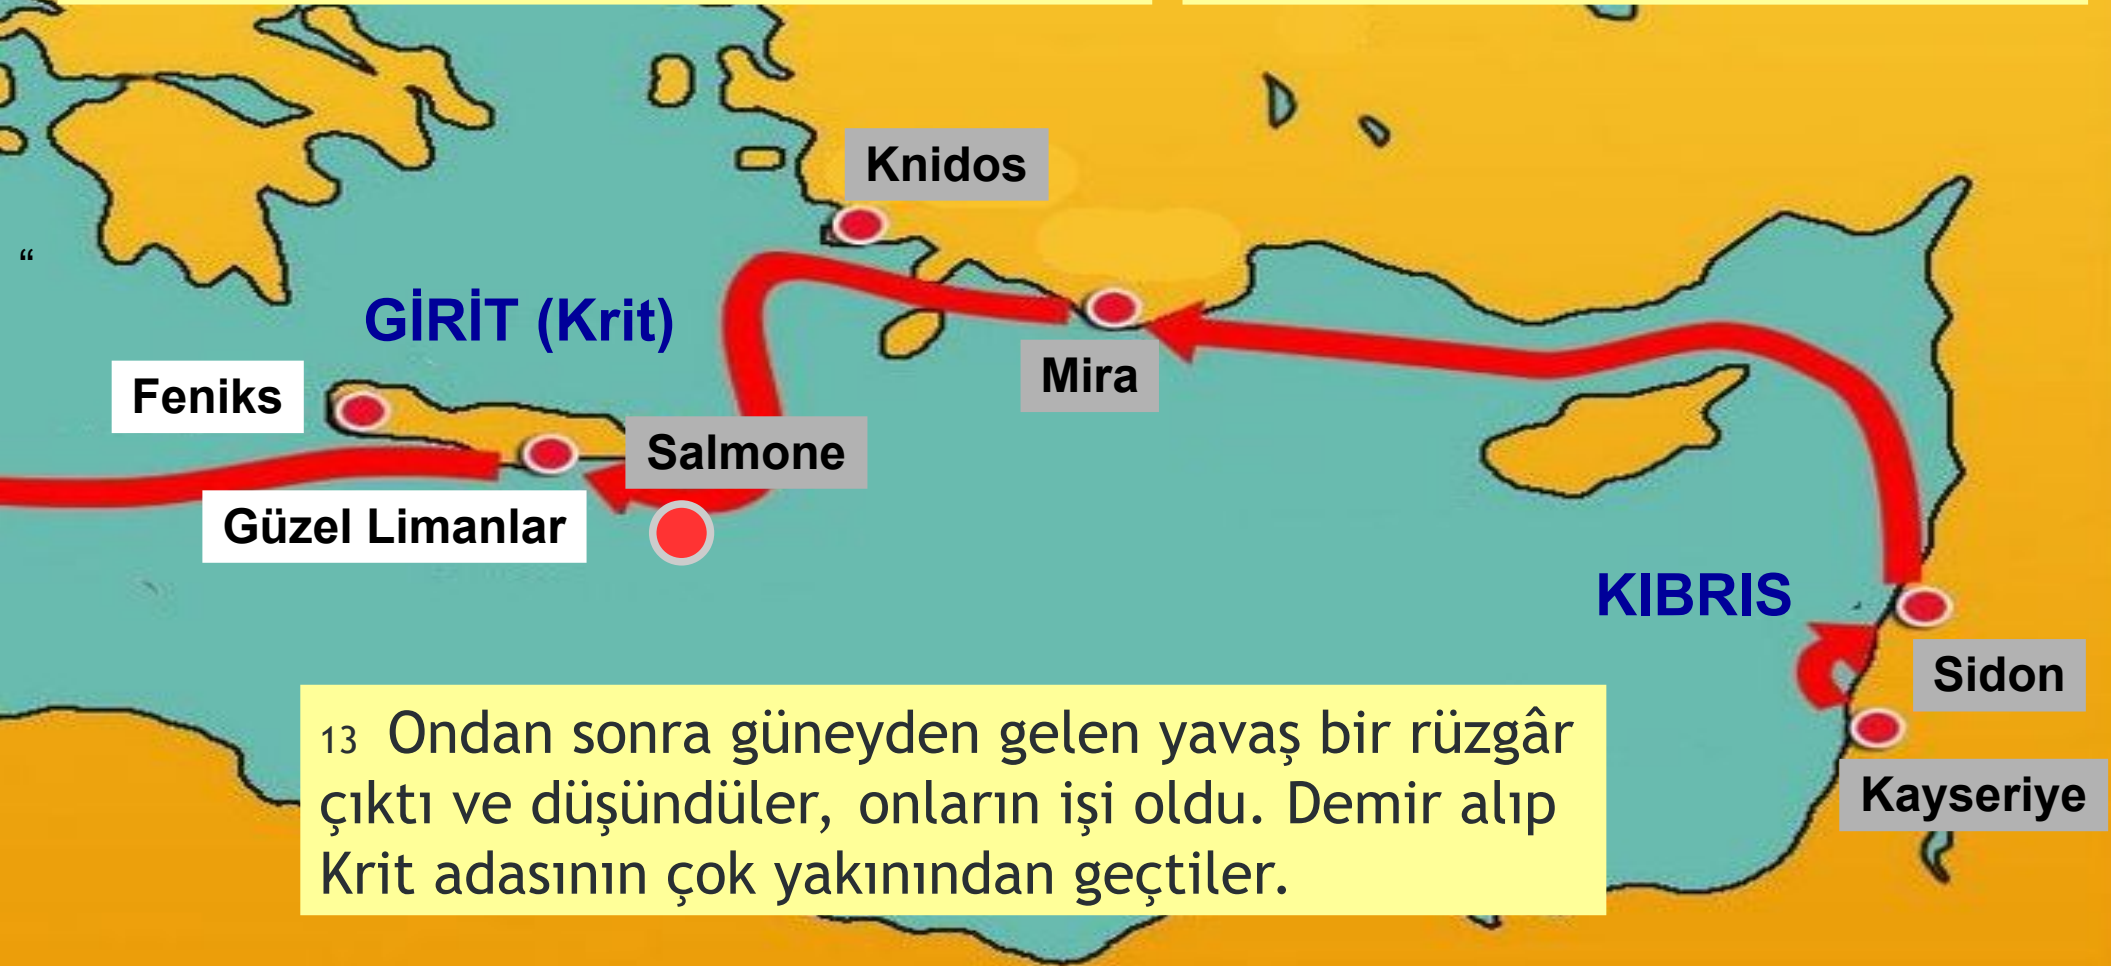 Knidos
“
GİRİT (Krit)
Mira
Feniks
Salmone
Güzel Limanlar
KIBRIS
Sidon
Kayseriye
13 Ondan sonra güneyden gelen yavaş bir rüzgâr
çıktı ve düşündüler, onların işi oldu. Demir alıp
Krit adasının çok yakınından geçtiler.